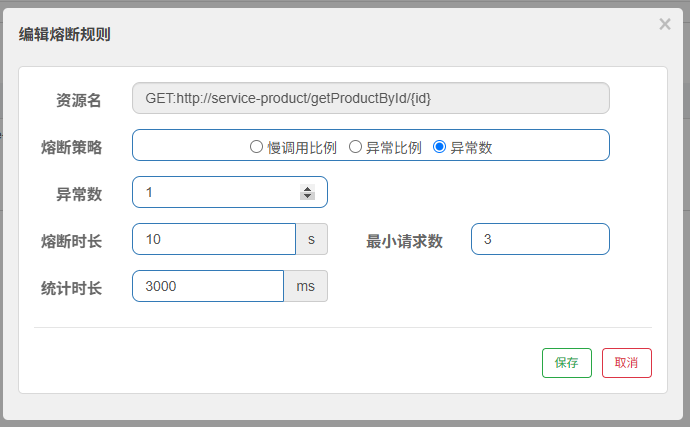 编辑熔断规则 ×
资源名 GET:http://service-product/getProductById/{id}
熔断策略 慢调用比例 异常比例 异常数
异常数 1
熔断时长 10 s 最小请求数 3
统计时长 3000 ms
保存 取消